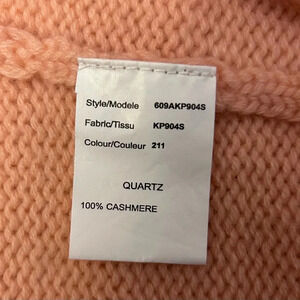 Style/Modele 609AKP904S
Fabric/Tissu KP904S
Colour/Couleur 211
QUARTZ
100% CASHMERE